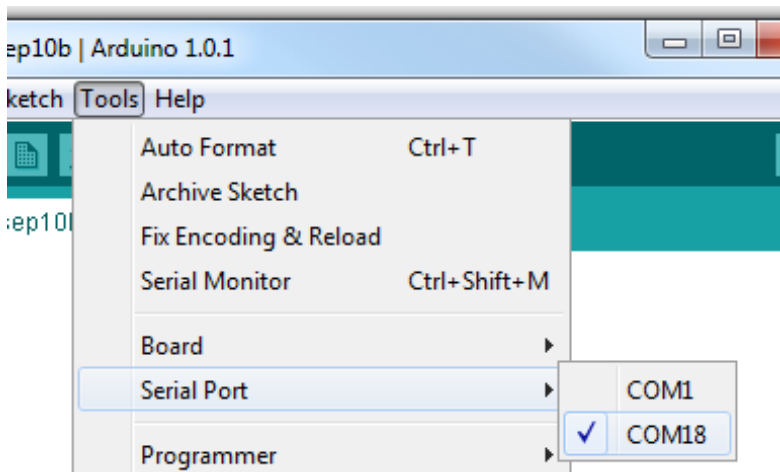 ep10b | Arduino 1.0.1
ketch Tools Help
Auto Format Ctrl+T
Archive Sketch
sep10
Fix Encoding & Reload
Serial Monitor Ctrl+Shift+M
Board
Serial Port
COM1
COM18
Programmer